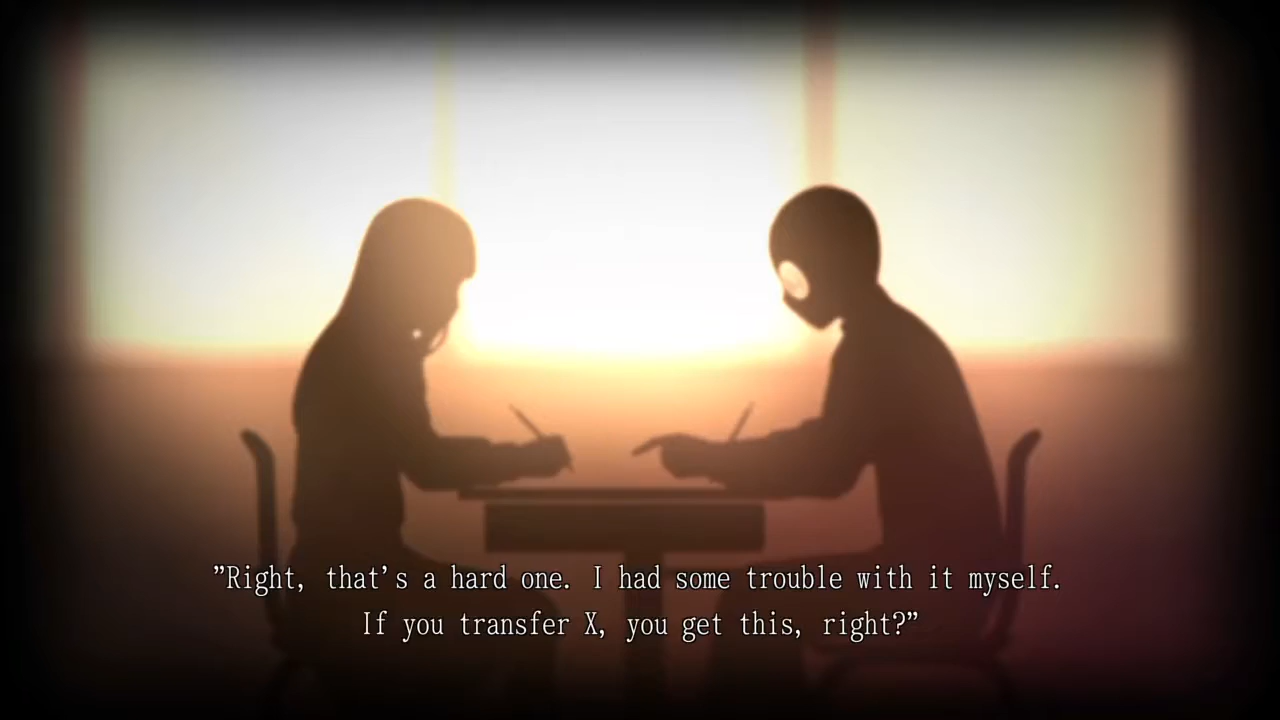 ”Right, that’s a hard one. I had some trouble with it myself.
If you transfer X, you get this, right?”